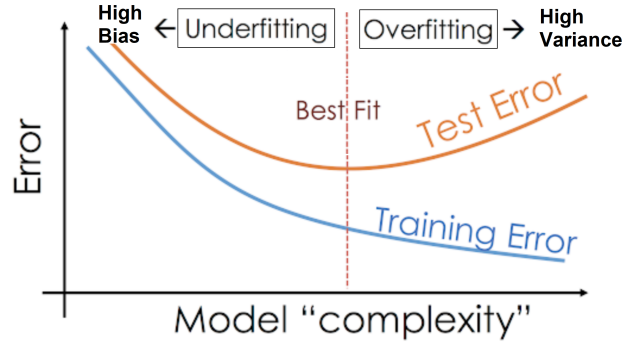 High
Bias
Underfitting
Overfitting
High
Variance
Best Fit
Test Error
Error
Training Error
Model “complexity”